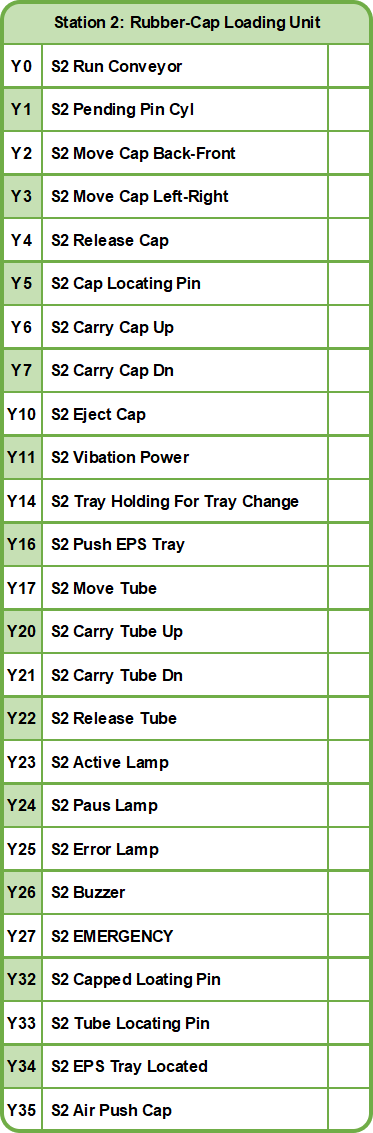 Station 2: Rubber-Cap Loading Unit
Y0 S2 Run Conveyor
Y1 S2 Pending Pin Cyl
Y2 S2 Move Cap Back-Front
Y3 S2 Move Cap Left-Right
Y4 S2 Release Cap
Y5 S2 Cap Locating Pin
Y6 S2 Carry Cap Up
Y7 S2 Carry Cap Dn
Y10 S2 Eject Cap
Y11 S2 Vibation Power
Y14 S2 Tray Holding For Tray Change
Y16 S2 Push EPS Tray
Y17 S2 Move Tube
Y20 S2 Carry Tube Up
Y21 S2 Carry Tube Dn
Y22 S2 Release Tube
Y23 S2 Active Lamp
Y24 S2 Paus Lamp
Y25 S2 Error Lamp
Y26 S2 Buzzer
Y27 S2 EMERGENCY
Y32 S2 Capped Loating Pin
Y33 S2 Tube Locating Pin
Y34 S2 EPS Tray Located
Y35 S2 Air Push Cap